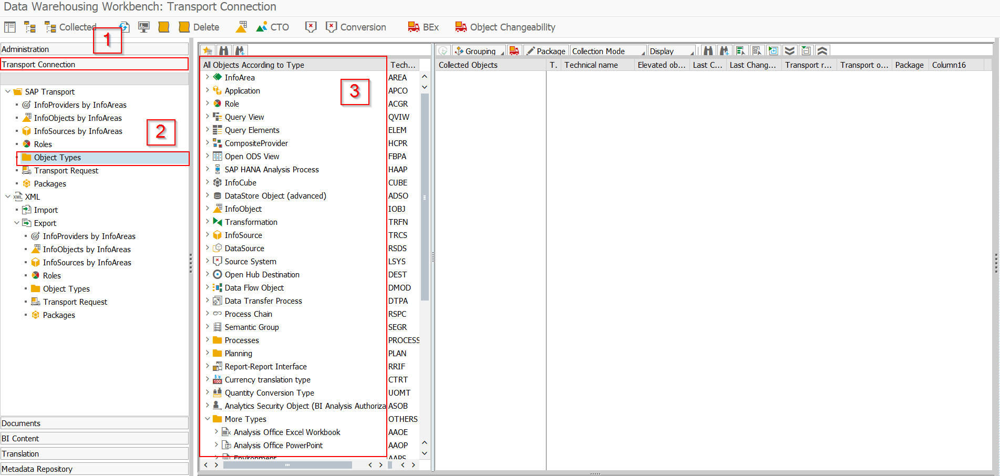 Data Warehousing Workbench: Transport Connection
Collected Delete CTO Conversion BEx Object Changeability
1
Administration
Transport Connection
SAP Transport
InfoProviders by InfoAreas
InfoObjects by InfoAreas
InfoSources by InfoAreas
2
Roles
Object Types
Transport Request
Packages
XML XML
Import
Export
InfoProviders by InfoAreas
InfoObjects by InfoAreas
InfoSources by InfoAreas
Roles
Object Types
Transport Request
Packages
Documents
BI Content
Translation
Metadata Repository
All Objects According to Type Tech...
3
InfoArea AREA
Application APCO
Role ACGR
Query View QVIW
Query Elements ELEM
CompositeProvider HCPR
Open ODS View FBPA
SAP HANA Analysis Process HAAP
InfoCube CUBE
DataStore Object (advanced) ADSO
InfoObject IOBJ
Transformation TRFN
InfoSource TRCS
DataSource RSDS
Source System LSYS
Open Hub Destination DEST
Data Flow Object DMOD
Data Transfer Process DTPA
Process Chain RSPC
Semantic Group SEGR
Processes PROCESS
Planning PLAN
Report-Report Interface RRIF
Currency translation type CTRT
Quantity Conversion Type UOMT
Analytics Security Object (BI Analysis Authoriza ASOB
More Types OTHERS
Analysis Office Excel Workbook AAOE
Analysis Office PowerPoint AAOP
Environment AAPS
Grouping Package Collection Mode Display
Collected Objects T. Technical name Elevated ob... Last C... Last Chang... Transport r... Transport o... Package Column16